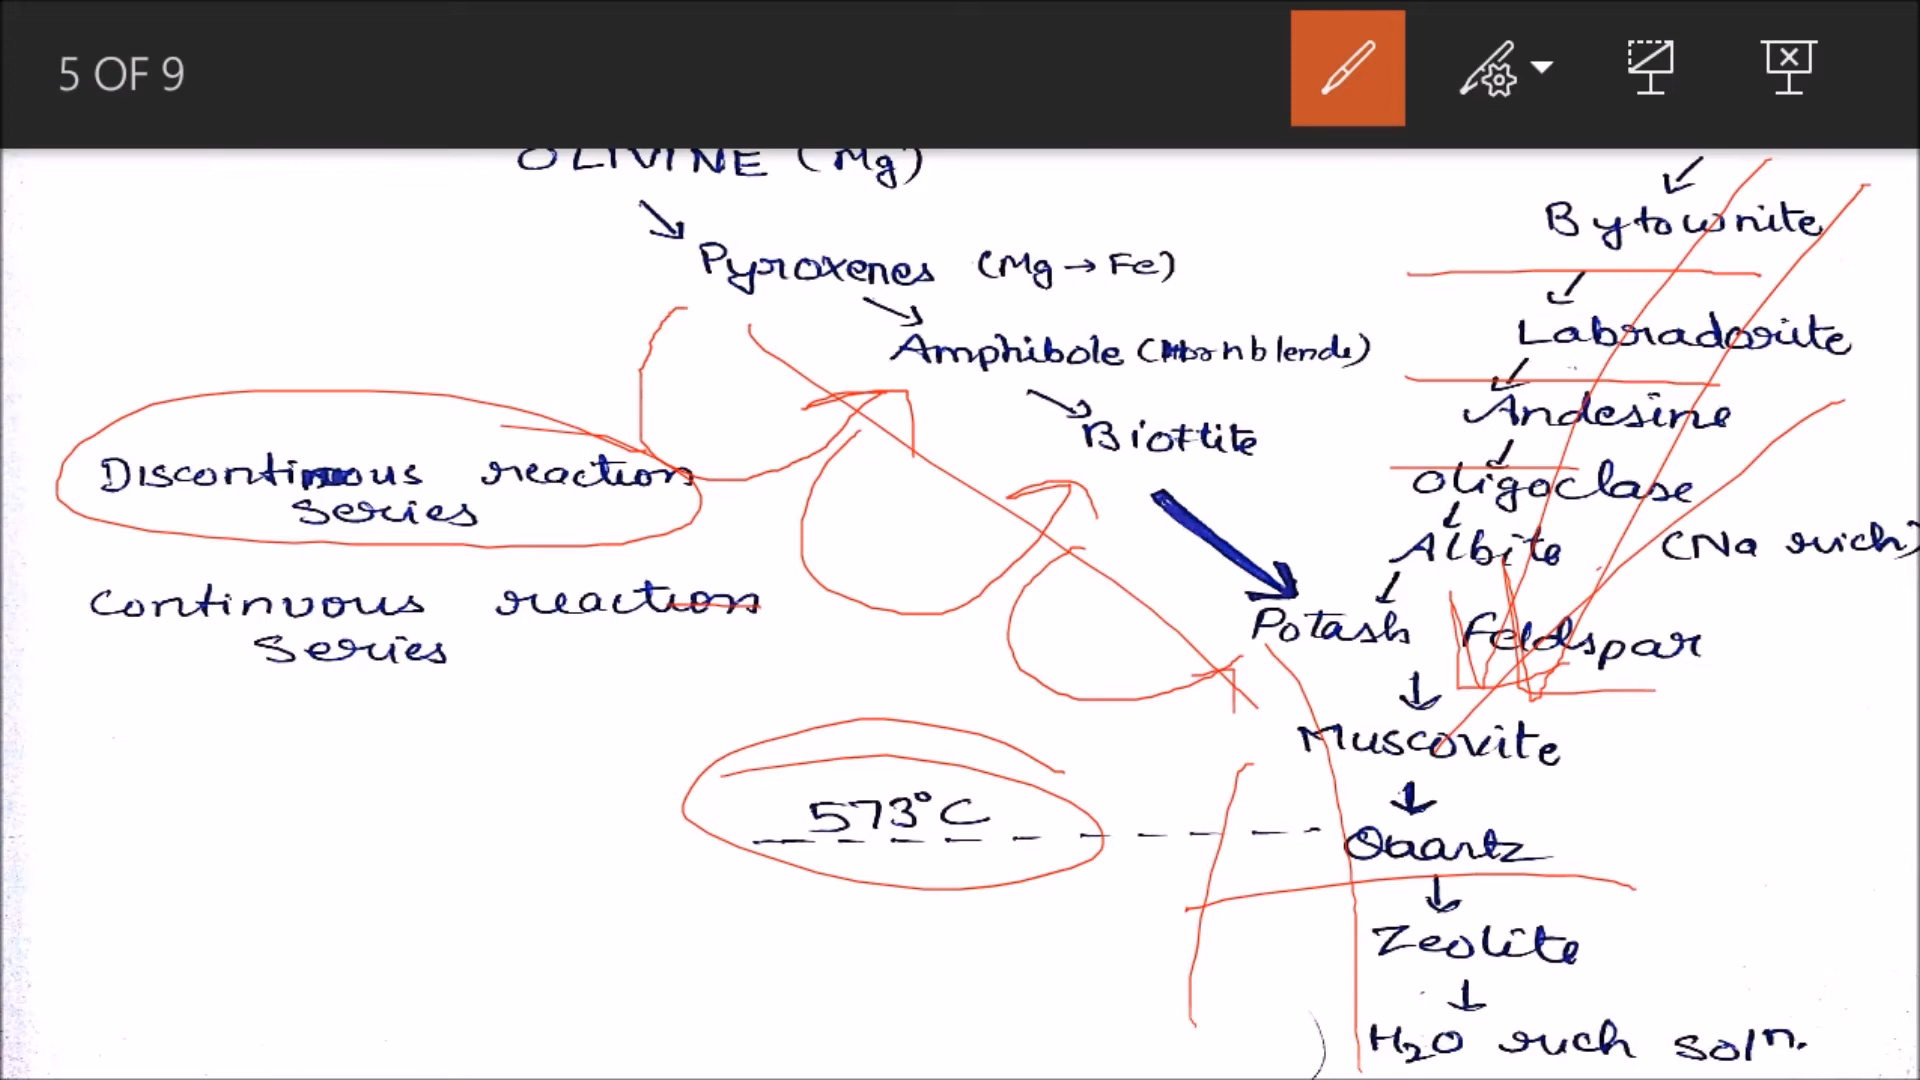 5 OF 9
OLIVINE (Mg)
Bytownite
Pyroxenes (Mg → Fe)
Labradorite
Amphibole (Hornblende)
Andesine
Biotite
Discontinuous reaction
series
Oligoclase
Albite (Na rich)
Continuous reaction
Series
Potash Feldspar
Muscovite
573°C
Quartz
Zeolite
H2O rich soln.